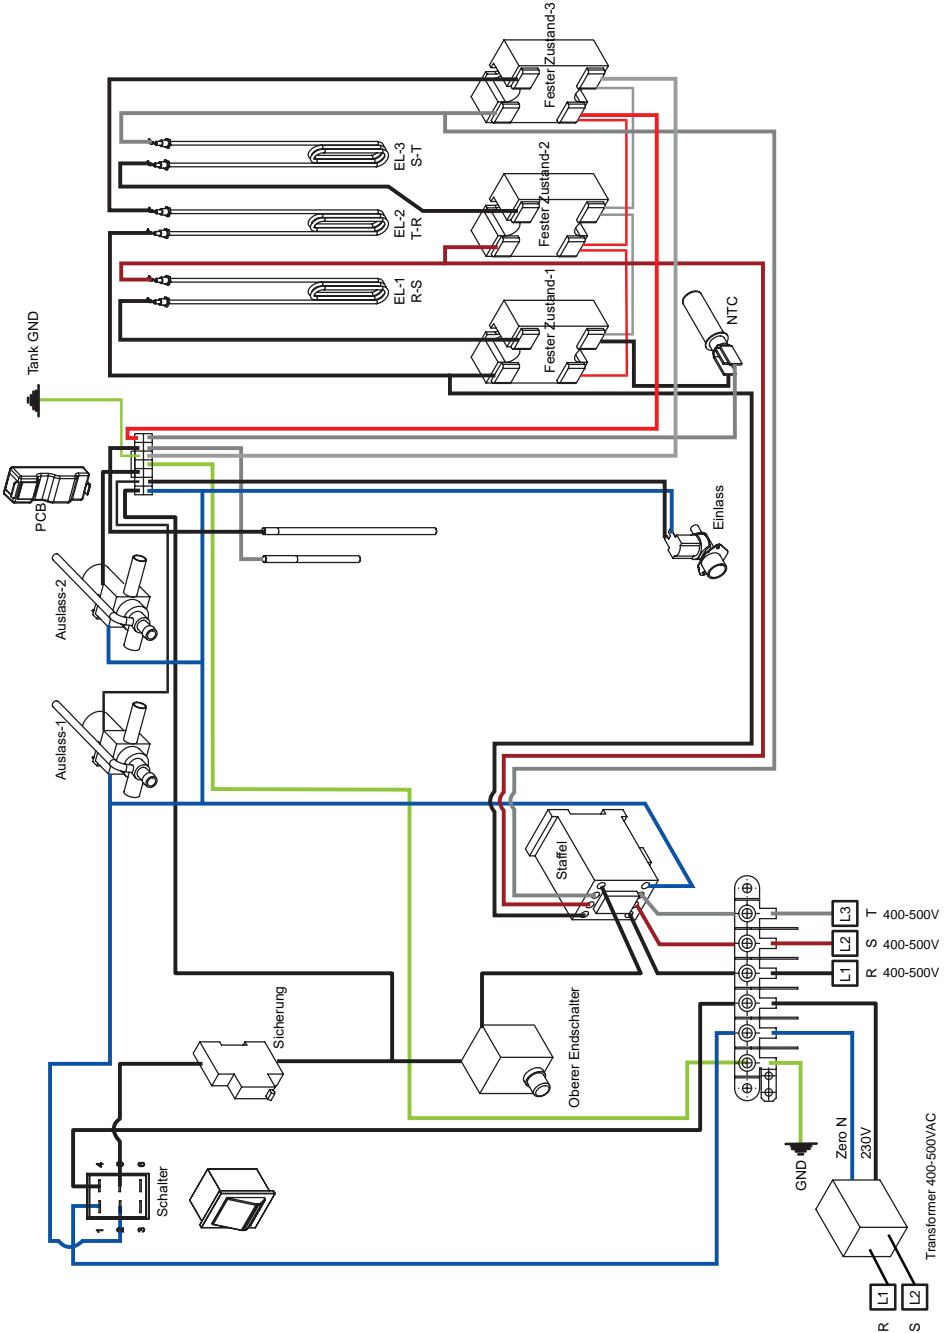 Fester Zustand-3
Fester Zustand-2
Fester Zustand-1
EL-3
S-T
EL-2
T-R
EL-1
R-S
Tank GND
NTC
PCB
Einlass
Auslass-2
Auslass-1
Staffel
Sicherung
Oberer Endschalter
Schalter
1
2
3
4
5
6
L3 T 400-500V
L2 S 400-500V
L1 R 400-500V
GND
Zero N
230V
Transformer 400-500VAC
R L1
S L2